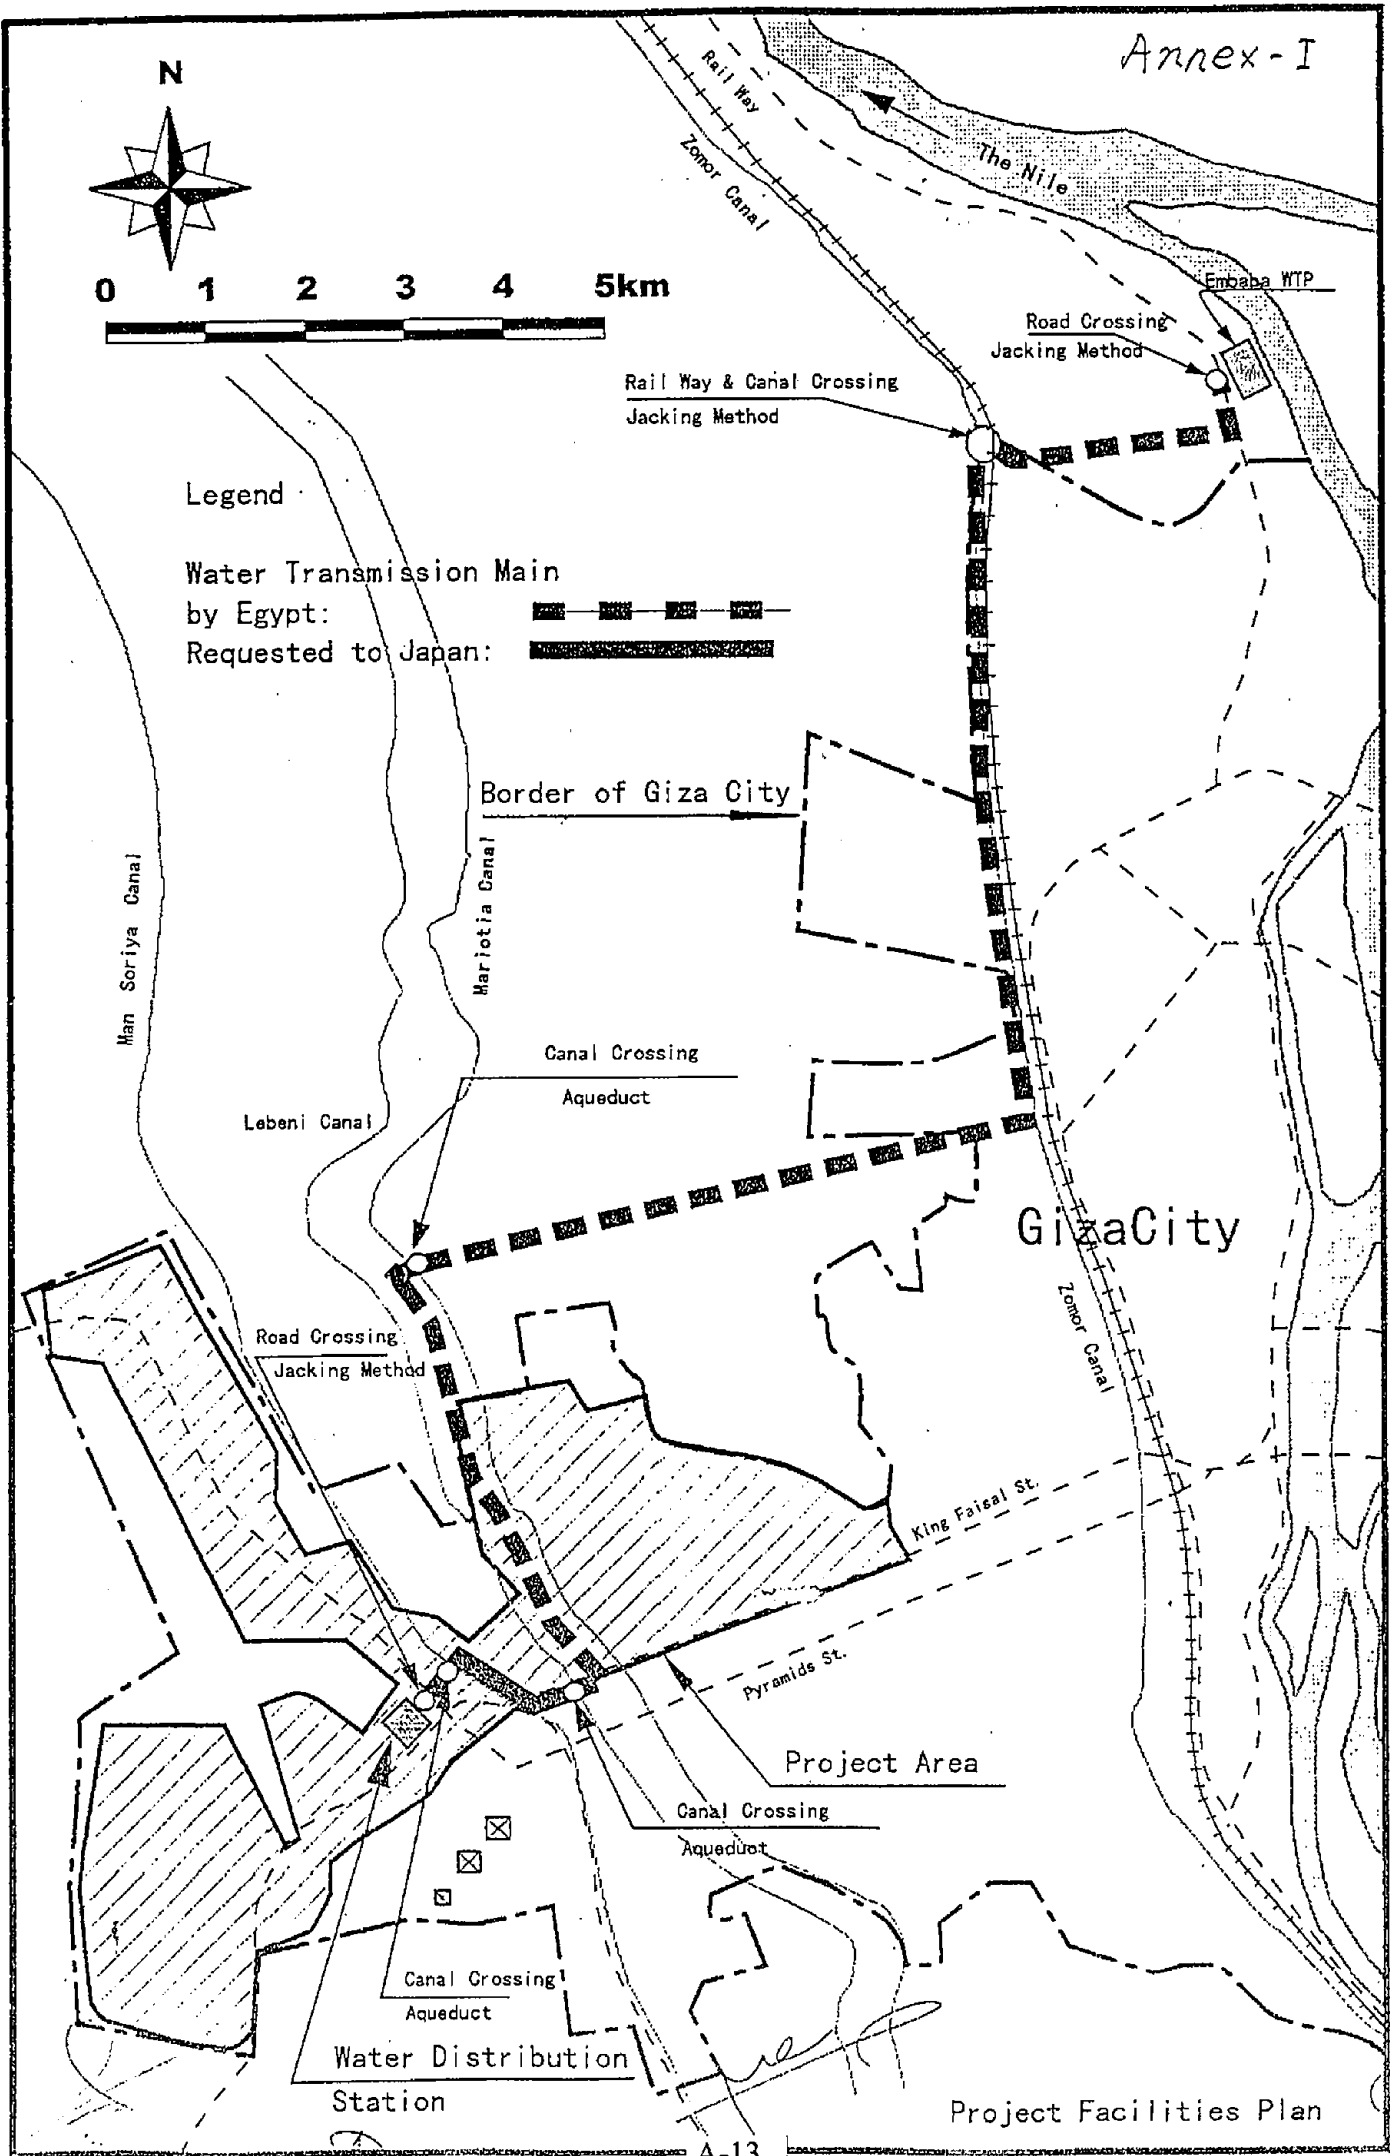 Annex-I
N
Rail Way
Zomor Canal
The Nile
0 1 2 3 4 5km
Embaba WTP
Road Crossing
Jacking Method
Rail Way & Canal Crossing
Jacking Method
Legend
Water Transmission Main
by Egypt:
Requested to Japan:
Border of Giza City
Man Soriya Canal
Mariotia Canal
Canal Crossing
Aqueduct
Lebeni Canal
GizaCity
Zomor Canal
Road Crossing
Jacking Method
King Faisal St.
Pyramids St.
Project Area
Canal Crossing
Aqueduct
Canal Crossing
Aqueduct
Water Distribution
Station
Project Facilities Plan
A-13